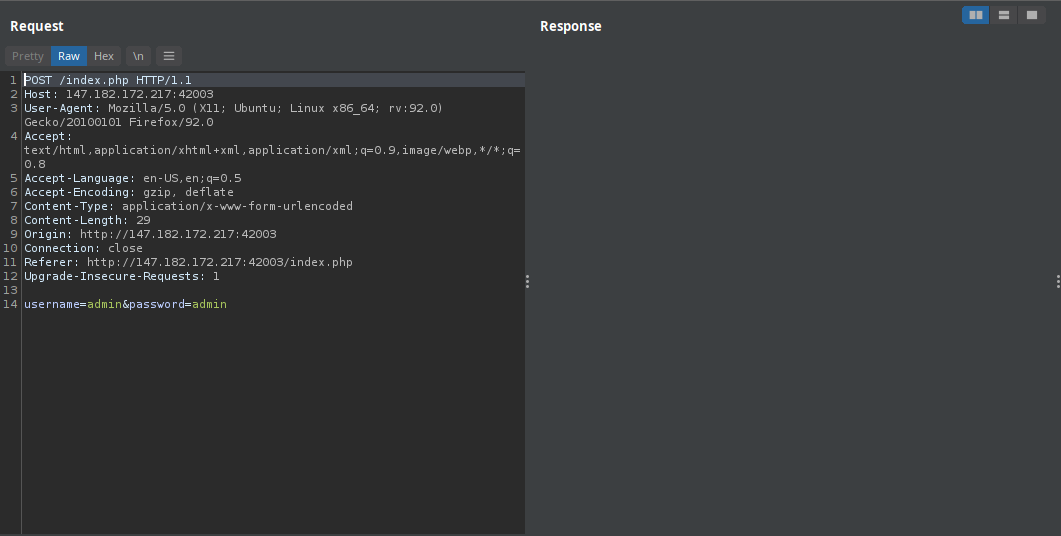 Request
Response
Pretty Raw Hex \n
1 POST /index.php HTTP/1.1
2 Host: 147.182.172.217:42003
3 User-Agent: Mozilla/5.0 (X11; Ubuntu; Linux x86_64; rv:92.0)
Gecko/20100101 Firefox/92.0
4 Accept:
text/html,application/xhtml+xml,application/xml;q=0.9,image/webp,*/*;q=
0.8
5 Accept-Language: en-US,en;q=0.5
6 Accept-Encoding: gzip, deflate
7 Content-Type: application/x-www-form-urlencoded
8 Content-Length: 29
9 Origin: http://147.182.172.217:42003
10 Connection: close
11 Referer: http://147.182.172.217:42003/index.php
12 Upgrade-Insecure-Requests: 1
13
14 username=admin&password=admin